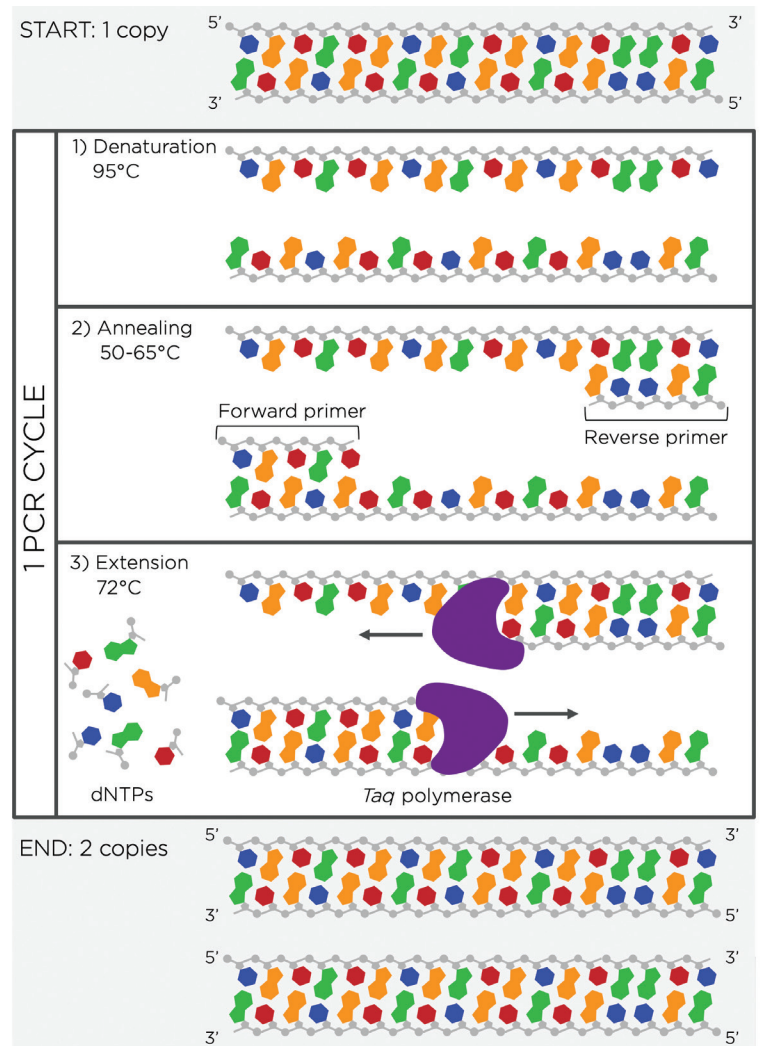 5’ 3’
START: 1 copy
3’ 5’
1 PCR CYCLE
1) Denaturation
95°C
2) Annealing
50-65°C
Forward primer
Reverse primer
3) Extension
72°C
dNTPs
Taq polymerase
5’ 3’
END: 2 copies
3’ 5’
5’ 3’
3’ 5’